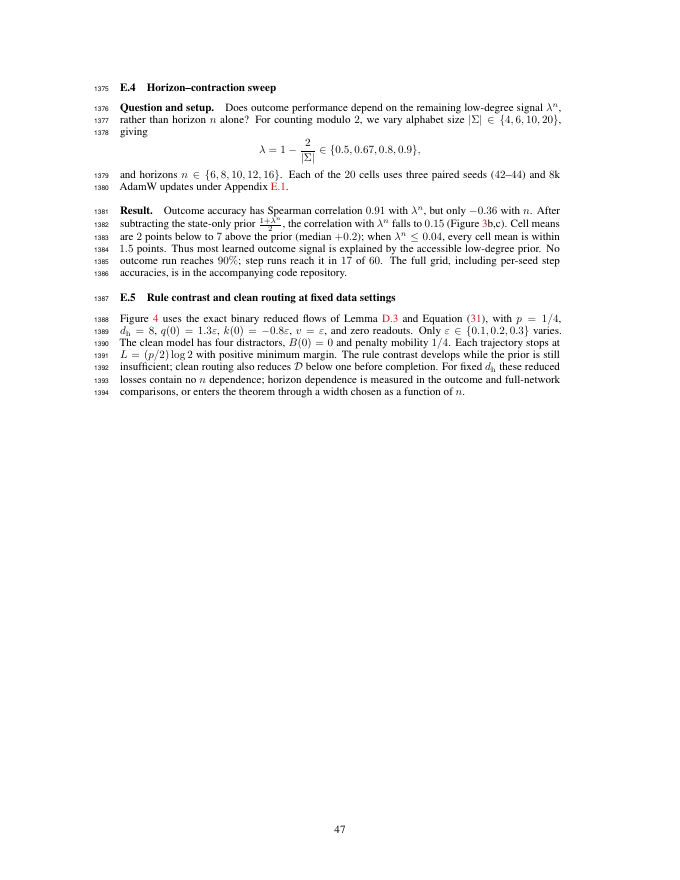 1375 E.4 Horizon–contraction sweep
1376 Question and setup. Does outcome performance depend on the remaining low-degree signal λⁿ,
1377 rather than horizon n alone? For counting modulo 2, we vary alphabet size |Σ| ∈ {4, 6, 10, 20},
1378 giving
λ = 1 − 2/|Σ| ∈ {0.5, 0.67, 0.8, 0.9},
1379 and horizons n ∈ {6, 8, 10, 12, 16}. Each of the 20 cells uses three paired seeds (42–44) and 8k
1380 AdamW updates under Appendix E.1.
1381 Result. Outcome accuracy has Spearman correlation 0.91 with λⁿ, but only −0.36 with n. After
1382 subtracting the state-only prior (1+λⁿ)/2, the correlation with λⁿ falls to 0.15 (Figure 3b,c). Cell means
1383 are 2 points below to 7 above the prior (median +0.2); when λⁿ ≤ 0.04, every cell mean is within
1384 1.5 points. Thus most learned outcome signal is explained by the accessible low-degree prior. No
1385 outcome run reaches 90%; step runs reach it in 17 of 60. The full grid, including per-seed step
1386 accuracies, is in the accompanying code repository.
1387 E.5 Rule contrast and clean routing at fixed data settings
1388 Figure 4 uses the exact binary reduced flows of Lemma D.3 and Equation (31), with p = 1/4,
1389 d_h = 8, q(0) = 1.3ε, k(0) = −0.8ε, v = ε, and zero readouts. Only ε ∈ {0.1, 0.2, 0.3} varies.
1390 The clean model has four distractors, B(0) = 0 and penalty mobility 1/4. Each trajectory stops at
1391 L = (p/2) log 2 with positive minimum margin. The rule contrast develops while the prior is still
1392 insufficient; clean routing also reduces 𝒟 below one before completion. For fixed d_h these reduced
1393 losses contain no n dependence; horizon dependence is measured in the outcome and full-network
1394 comparisons, or enters the theorem through a width chosen as a function of n.
47